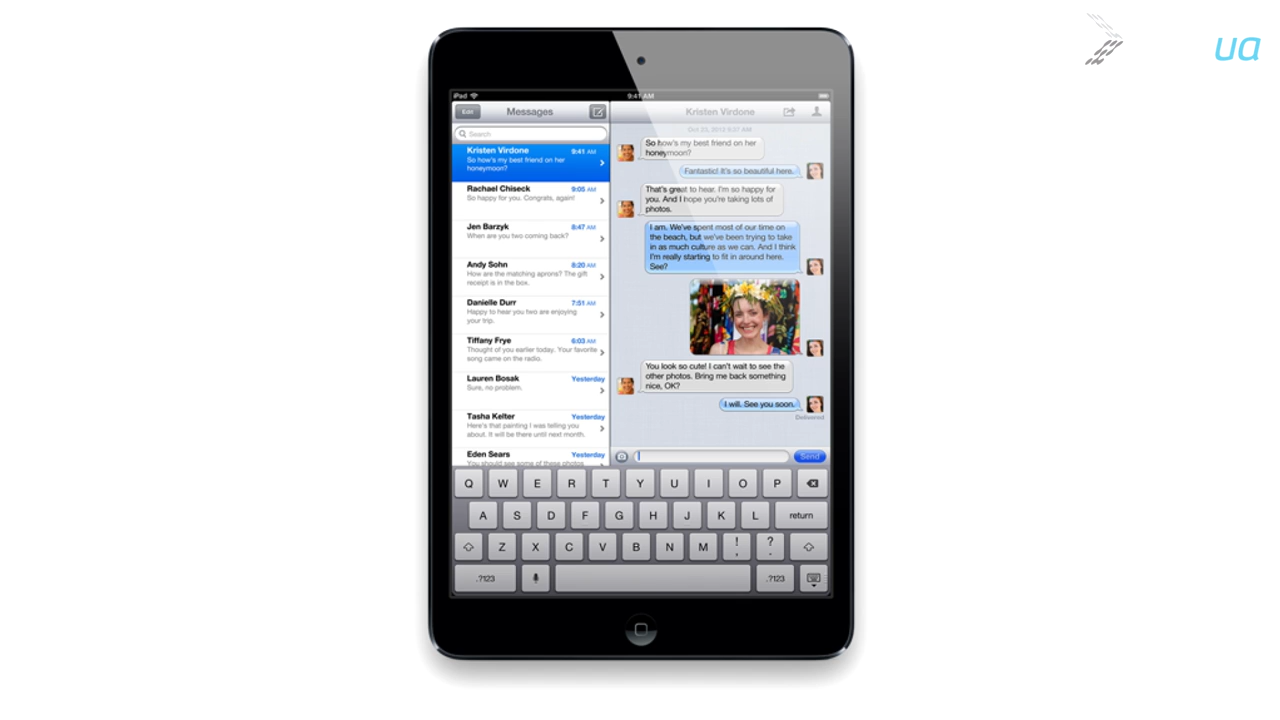 ua
iPad
9:41 AM
Edit
Messages
Kristen Virdone
Search
Kristen Virdone 9:41 AM
So how's my best friend on her
honeymoon?
Rachael Chiseck 9:05 AM
So happy for you. Congrats, again!
Jen Barzyk 8:47 AM
When are you two coming back?
Andy Sohn 8:20 AM
How are the matching aprons? The gift
receipt is in the box.
Danielle Durr 7:51 AM
Happy to hear you two are enjoying
your trip.
Tiffany Frye 6:03 AM
Thought of you earlier today. Your favorite
song came on the radio.
Lauren Bosak Yesterday
Sure, no problem.
Tasha Kelter Yesterday
Here's that painting I was telling you
about. It will be there until next month.
Eden Sears Yesterday
You should see some of these photos
Oct 23, 2012 9:37 AM
So how's my best friend on her
honeymoon?
Fantastic! It's so beautiful here.
That's great to hear. I'm so happy for
you. And I hope you're taking lots of
photos.
I am. We've spent most of our time on
the beach, but we've been trying to take
in as much culture as we can. And I think
I'm really starting to fit in around here.
See?
You look so cute! I can't wait to see the
other photos. Bring me back something
nice, OK?
I will. See you soon.
Delivered
Send
Q W E R T Y U I O P
A S D F G H J K L return
Z X C V B N M ! , ? .
.?123 .?123